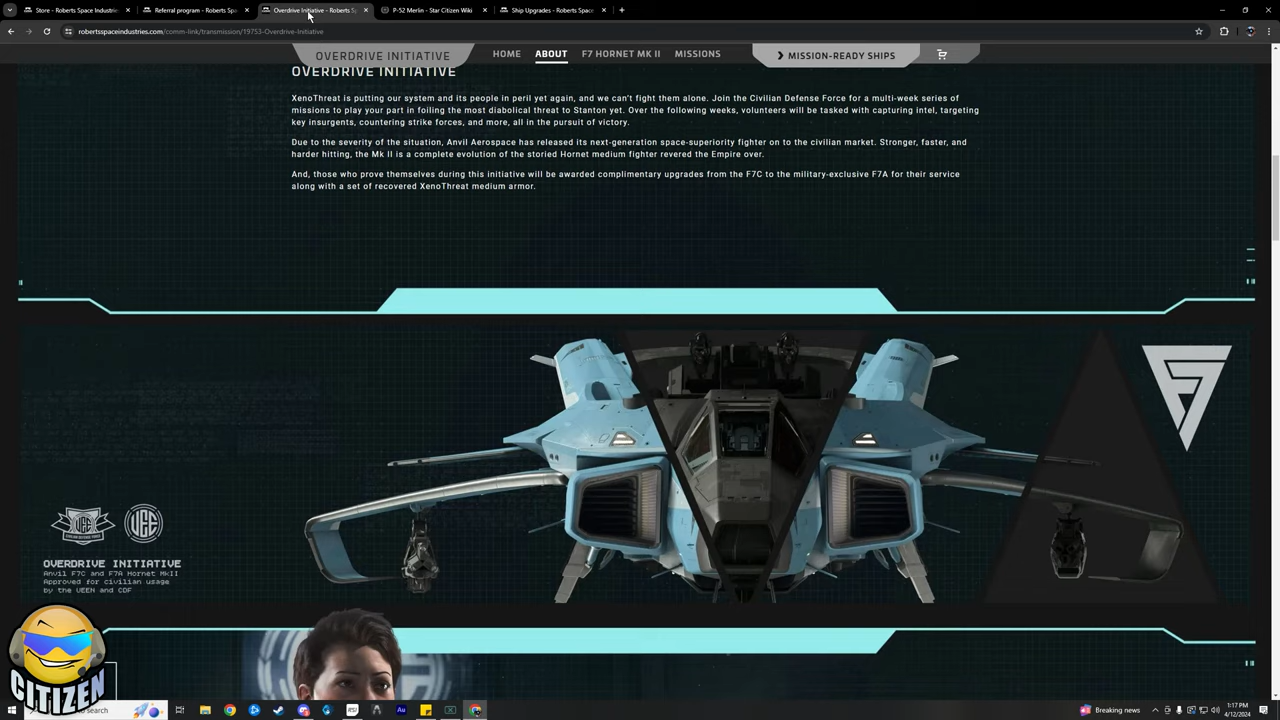 Store - Roberts Space Industrie
Referral program - Roberts Spa
Overdrive Initiative - Roberts S
P-52 Merlin - Star Citizen Wiki
Ship Upgrades - Roberts Space
robertsspaceindustries.com/comm-link/transmission/19753-Overdrive-Initiative
OVERDRIVE INITIATIVE
HOME
ABOUT
F7 HORNET MK II
MISSIONS
MISSION-READY SHIPS
OVERDRIVE INITIATIVE
XenoThreat is putting our system and its people in peril yet again, and we can't fight them alone. Join the Civilian Defense Force for a multi-week series of
missions to play your part in foiling the most diabolical threat to Stanton yet. Over the following weeks, volunteers will be tasked with capturing intel, targeting
key insurgents, countering strike forces, and more, all in the pursuit of victory.
Due to the severity of the situation, Anvil Aerospace has released its next-generation space-superiority fighter on to the civilian market. Stronger, faster, and
harder hitting, the Mk II is a complete evolution of the storied Hornet medium fighter revered the Empire over.
And, those who prove themselves during this initiative will be awarded complimentary upgrades from the F7C to the military-exclusive F7A for their service
along with a set of recovered XenoThreat medium armor.
F7
UEE
UEE
OVERDRIVE INITIATIVE
Anvil F7C and F7A Hornet MkII
Approved for civilian usage
by the UEEN and CDF
CITIZEN
search
Breaking news
1:17 PM
4/12/2024